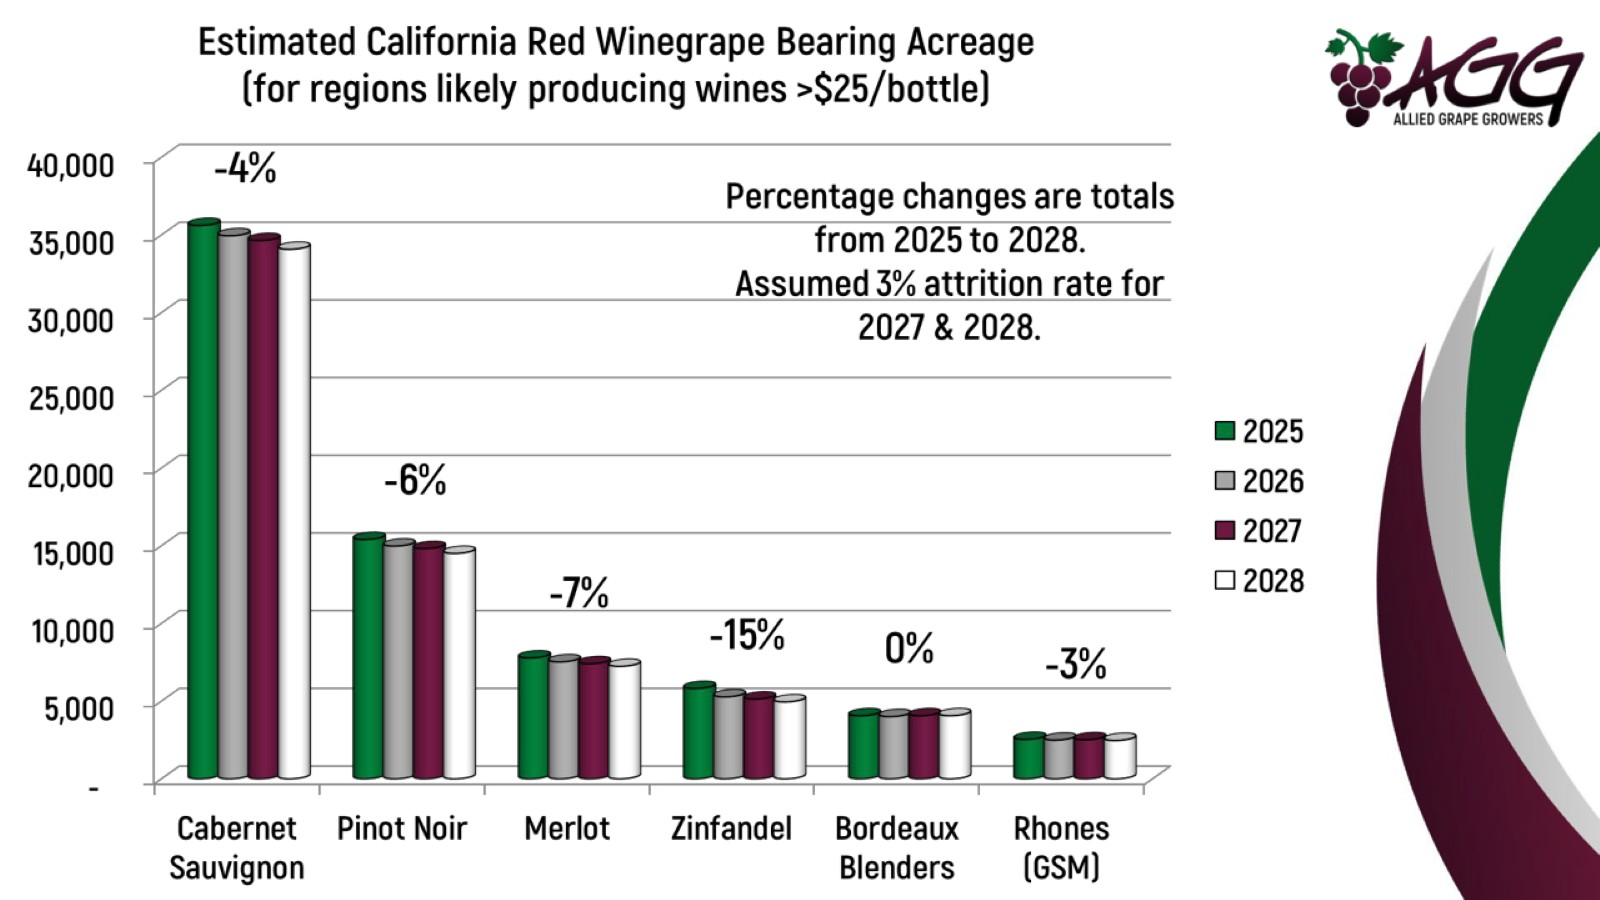 Estimated California Red Winegrape Bearing Acreage
(for regions likely producing wines >$25/bottle)
AGG
ALLIED GRAPE GROWERS
40,000
35,000
30,000
25,000
20,000
15,000
10,000
5,000
-
-4%
-6%
-7%
-15%
0%
-3%
Percentage changes are totals
from 2025 to 2028.
Assumed 3% attrition rate for
2027 & 2028.
2025
2026
2027
2028
Cabernet
Sauvignon
Pinot Noir
Merlot
Zinfandel
Bordeaux
Blenders
Rhones
(GSM)